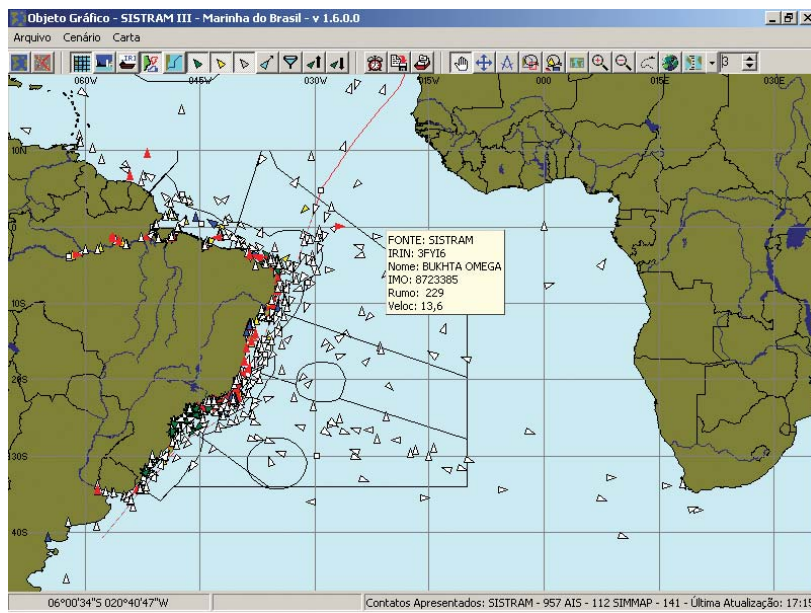 Objeto Gráfico - SISTRAM III - Marinha do Brasil - v 1.6.0.0
Arquivo Cenário Carta
3
060W 045W 030W 015W 000 015E 030E
10N
0
10S
20S
30S
40S
FONTE: SISTRAM
IRIN: 3FYI6
Nome: BUKHTA OMEGA
IMO: 8723385
Rumo: 229
Veloc: 13,6
06°00'34"S 020°40'47"W
Contatos Apresentados: SISTRAM - 957 AIS - 112 SIMMAP - 141 - Última Atualização: 17:15